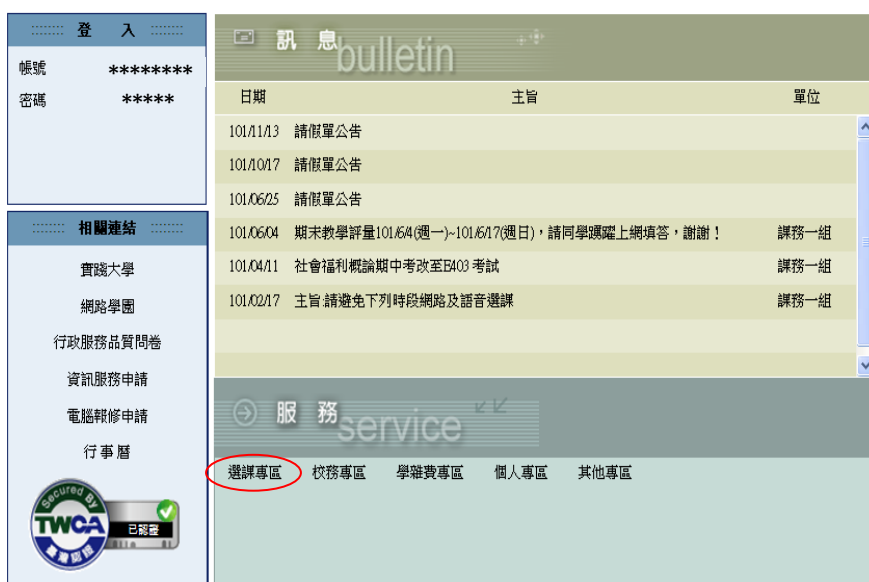 登 入
帳號 ********
密碼 *****
相關連結
實踐大學
網路學園
行政服務品質問卷
資訊服務申請
電腦報修申請
行事曆
Secured By
TWCA
已認證
臺灣認證
訊 息 bulletin
日期 主旨 單位
101/11/13 請假單公告
101/10/17 請假單公告
101/06/25 請假單公告
101/06/04 期末教學評量101/6/4(週一)~101/6/17(週日)，請同學踴躍上網填答，謝謝！ 課務一組
101/04/11 社會福利概論期中考改至B403 考試 課務一組
101/02/17 主旨:請避免下列時段網路及語音選課 課務一組
服 務 service
選課專區 校務專區 學雜費專區 個人專區 其他專區